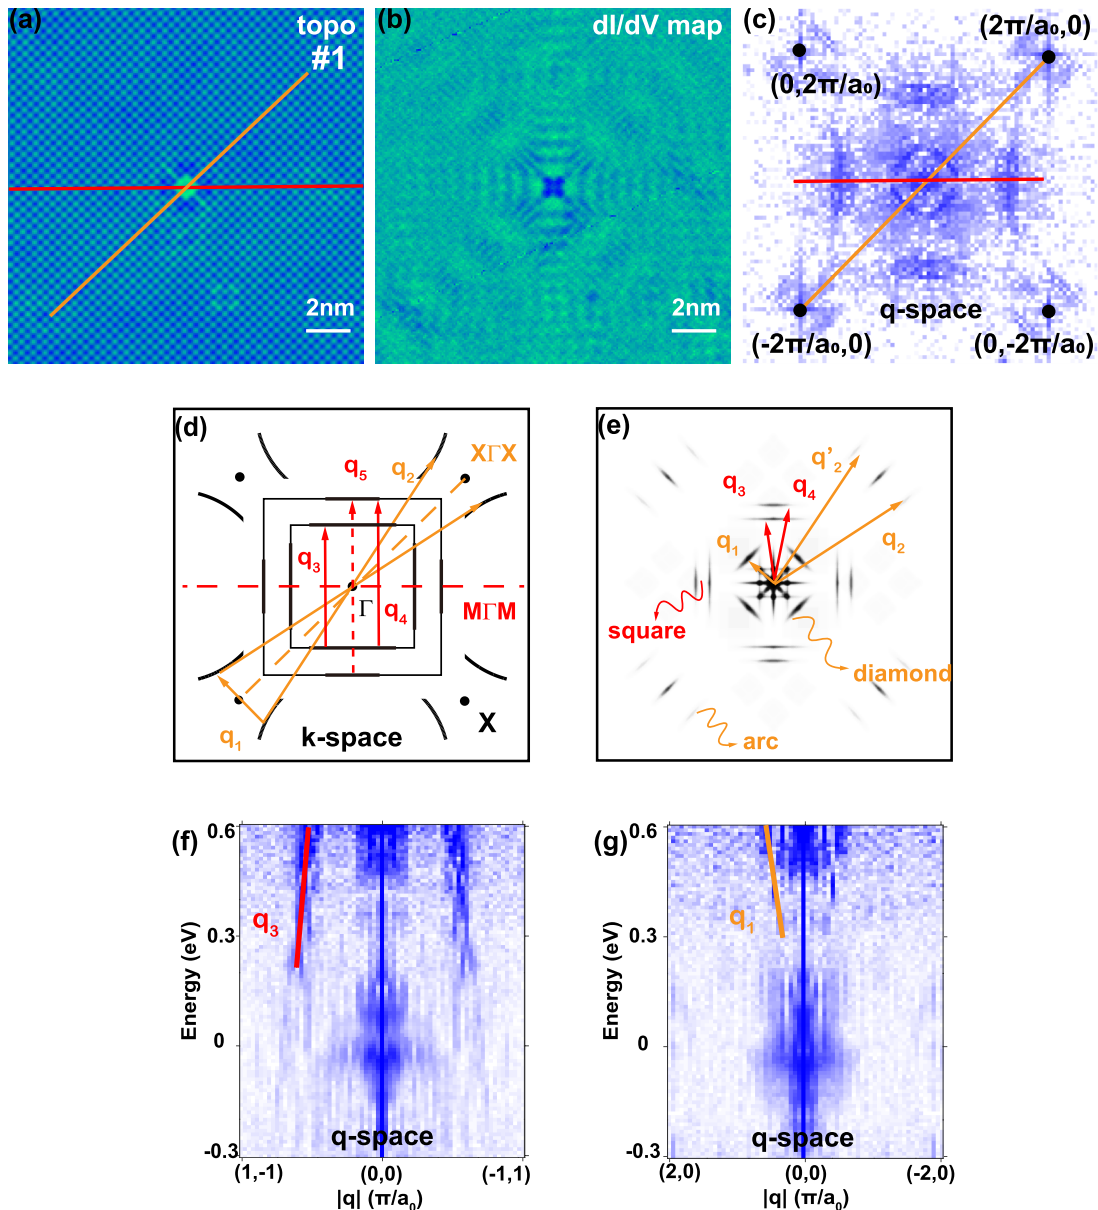 (a)
topo
#1
2nm
(b)
dI/dV map
2nm
(c)
(2π/a₀,0)
(0,2π/a₀)
q-space
(-2π/a₀,0)
(0,-2π/a₀)
(d)
XΓX
q₅
q₂
q₃
Γ
q₄
MΓM
q₁
k-space
X
(e)
q'₂
q₃
q₄
q₁
q₂
square
diamond
arc
(f)
0.6
q₃
0.3
Energy (eV)
0
q-space
-0.3
(1,-1)
(0,0)
(-1,1)
|q| (π/a₀)
(g)
0.6
q₁
0.3
Energy (eV)
0
q-space
-0.3
(2,0)
(0,0)
(-2,0)
|q| (π/a₀)